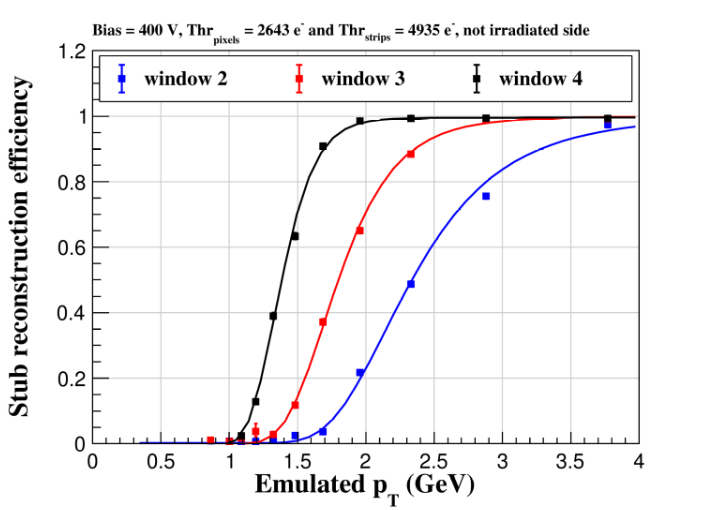 Bias = 400 V, Thr_pixels = 2643 e⁻ and Thr_strips = 4935 e⁻, not irradiated side
window 2 window 3 window 4
Stub reconstruction efficiency
1.2
1
0.8
0.6
0.4
0.2
0
0 0.5 1 1.5 2 2.5 3 3.5 4
Emulated p_T (GeV)